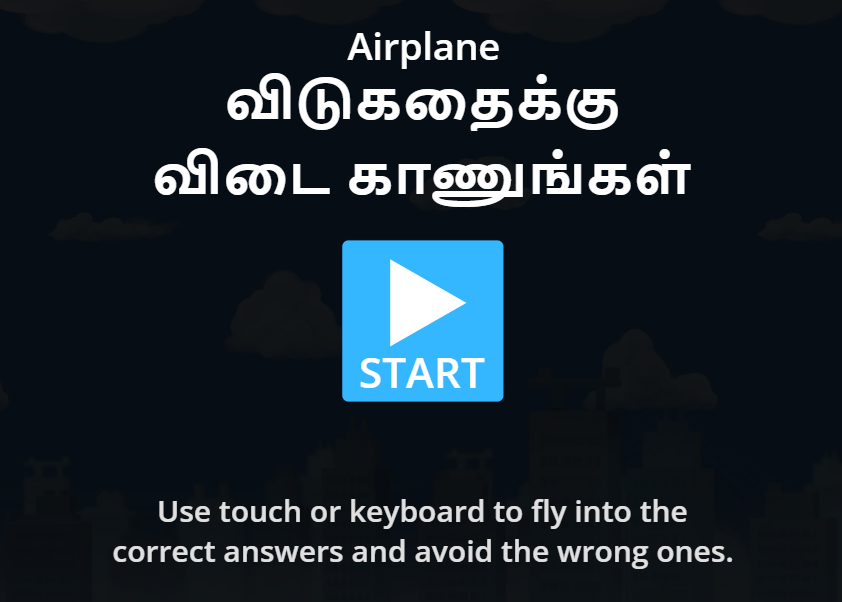 Airplane
விடுகதைக்கு
விடை காணுங்கள்
START
Use touch or keyboard to fly into the
correct answers and avoid the wrong ones.